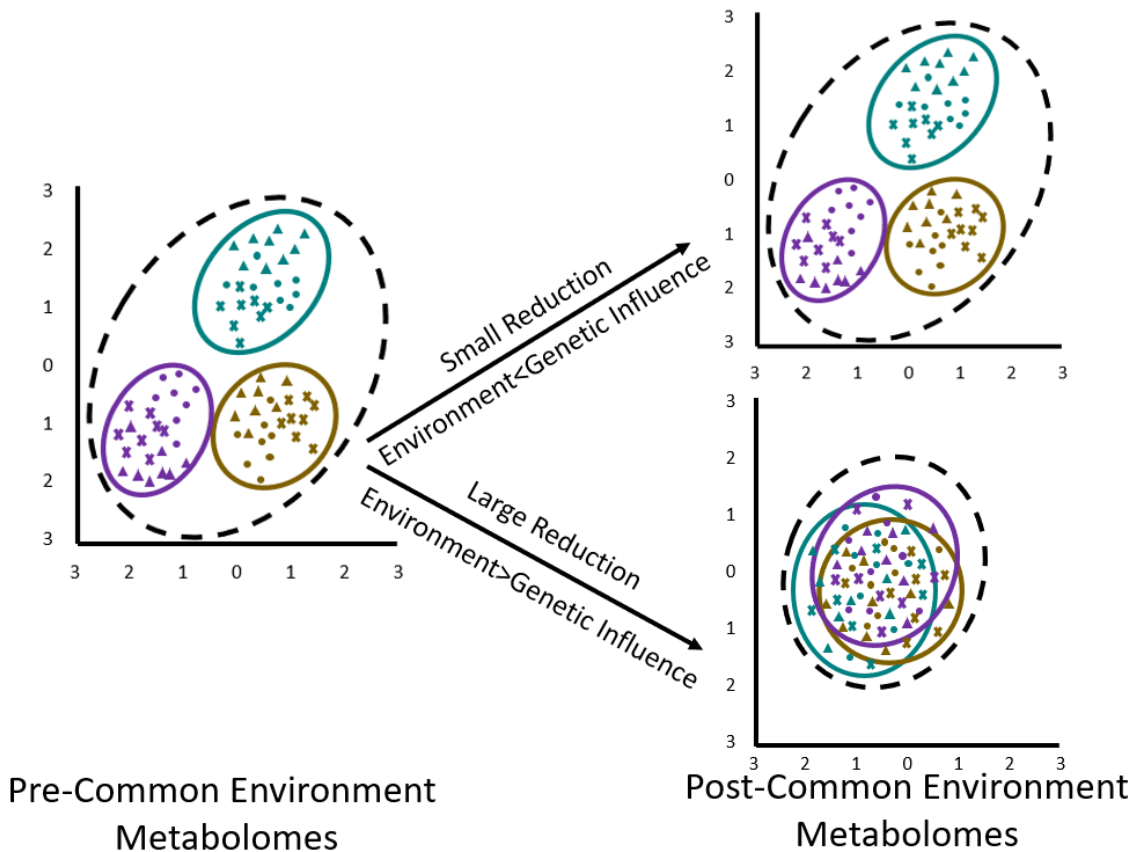 3
2
1
0
1
2
3
3 2 1 0 1 2 3
Pre-Common Environment
Metabolomes
Small Reduction
Environment<Genetic Influence
Large Reduction
Environment>Genetic Influence
3
2
1
0
1
2
3
3 2 1 0 1 2 3
3
2
1
0
1
2
3
3 2 1 0 1 2 3
Post-Common Environment
Metabolomes